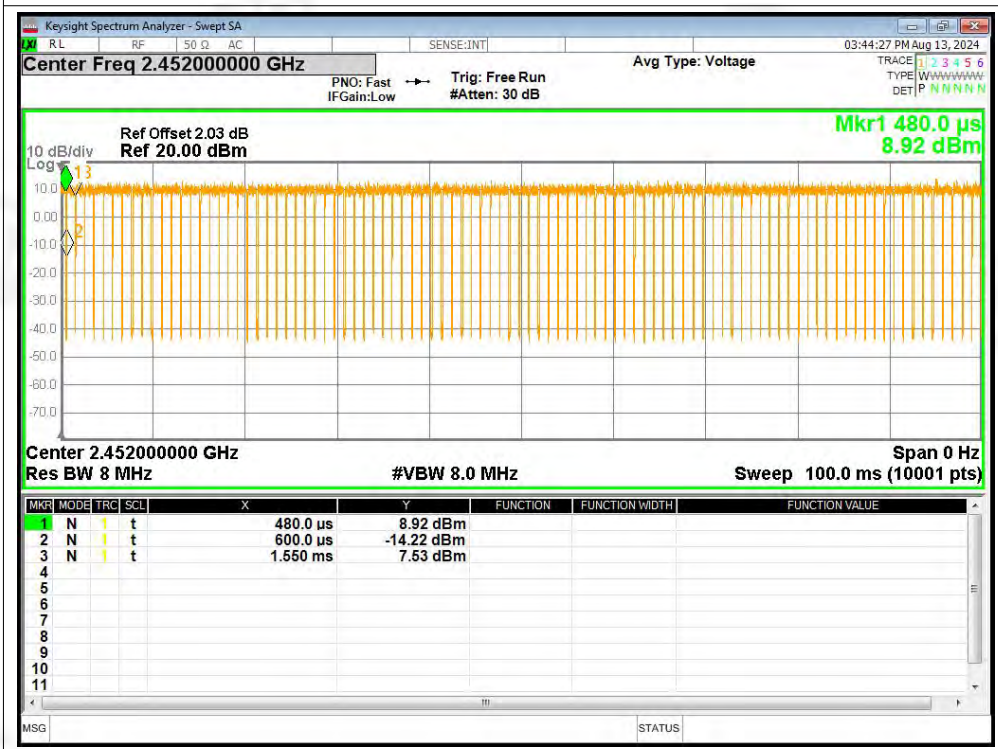 Keysight Spectrum Analyzer - Swept SA
LXI RL RF 50 Ω AC SENSE:INT 03:44:27 PM Aug 13, 2024
Center Freq 2.452000000 GHz Avg Type: Voltage TRACE 1 2 3 4 5 6
PNO: Fast Trig: Free Run TYPE WWWWWW
IFGain:Low #Atten: 30 dB DET P N N N N N
Mkr1 480.0 µs
Ref Offset 2.03 dB
10 dB/div Ref 20.00 dBm 8.92 dBm
Log
1 3
10.0
0.00
2
-10.0
-20.0
-30.0
-40.0
-50.0
-60.0
-70.0
Center 2.452000000 GHz Span 0 Hz
Res BW 8 MHz #VBW 8.0 MHz Sweep 100.0 ms (10001 pts)
MKR MODE TRC SCL X Y FUNCTION FUNCTION WIDTH FUNCTION VALUE
1 N 1 t 480.0 µs 8.92 dBm
2 N 1 t 600.0 µs -14.22 dBm
3 N 1 t 1.550 ms 7.53 dBm
4
5
6
7
8
9
10
11
MSG STATUS